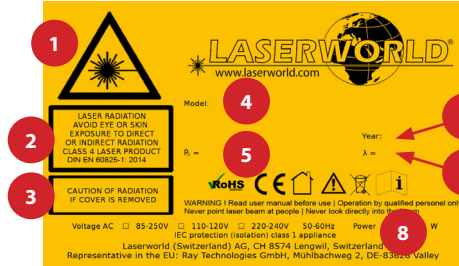 1
LASERWORLD®
www.laserworld.com
2
LASER RADIATION
AVOID EYE OR SKIN
EXPOSURE TO DIRECT
OR INDIRECT RADIATION
CLASS 4 LASER PRODUCT
DIN EN 60825-1: 2014
3
CAUTION OF RADIATION
IF COVER IS REMOVED
Model:
4
Year:
5
λ =
RoHS CE i
WARNING ! Read user manual before use | Operation by qualified personel only
Never point laser beam at people | Never look directly into the beam
Voltage AC □ 85-250V □ 110-120V □ 220-240V 50-60Hz Power W
8
IEC protection (isolation) class 1 appliance
Laserworld (Switzerland) AG, CH 8574 Lengwil, Switzerland
Representative in the EU: Ray Technologies GmbH, Mühlbachweg 2, DE-83626 Valley